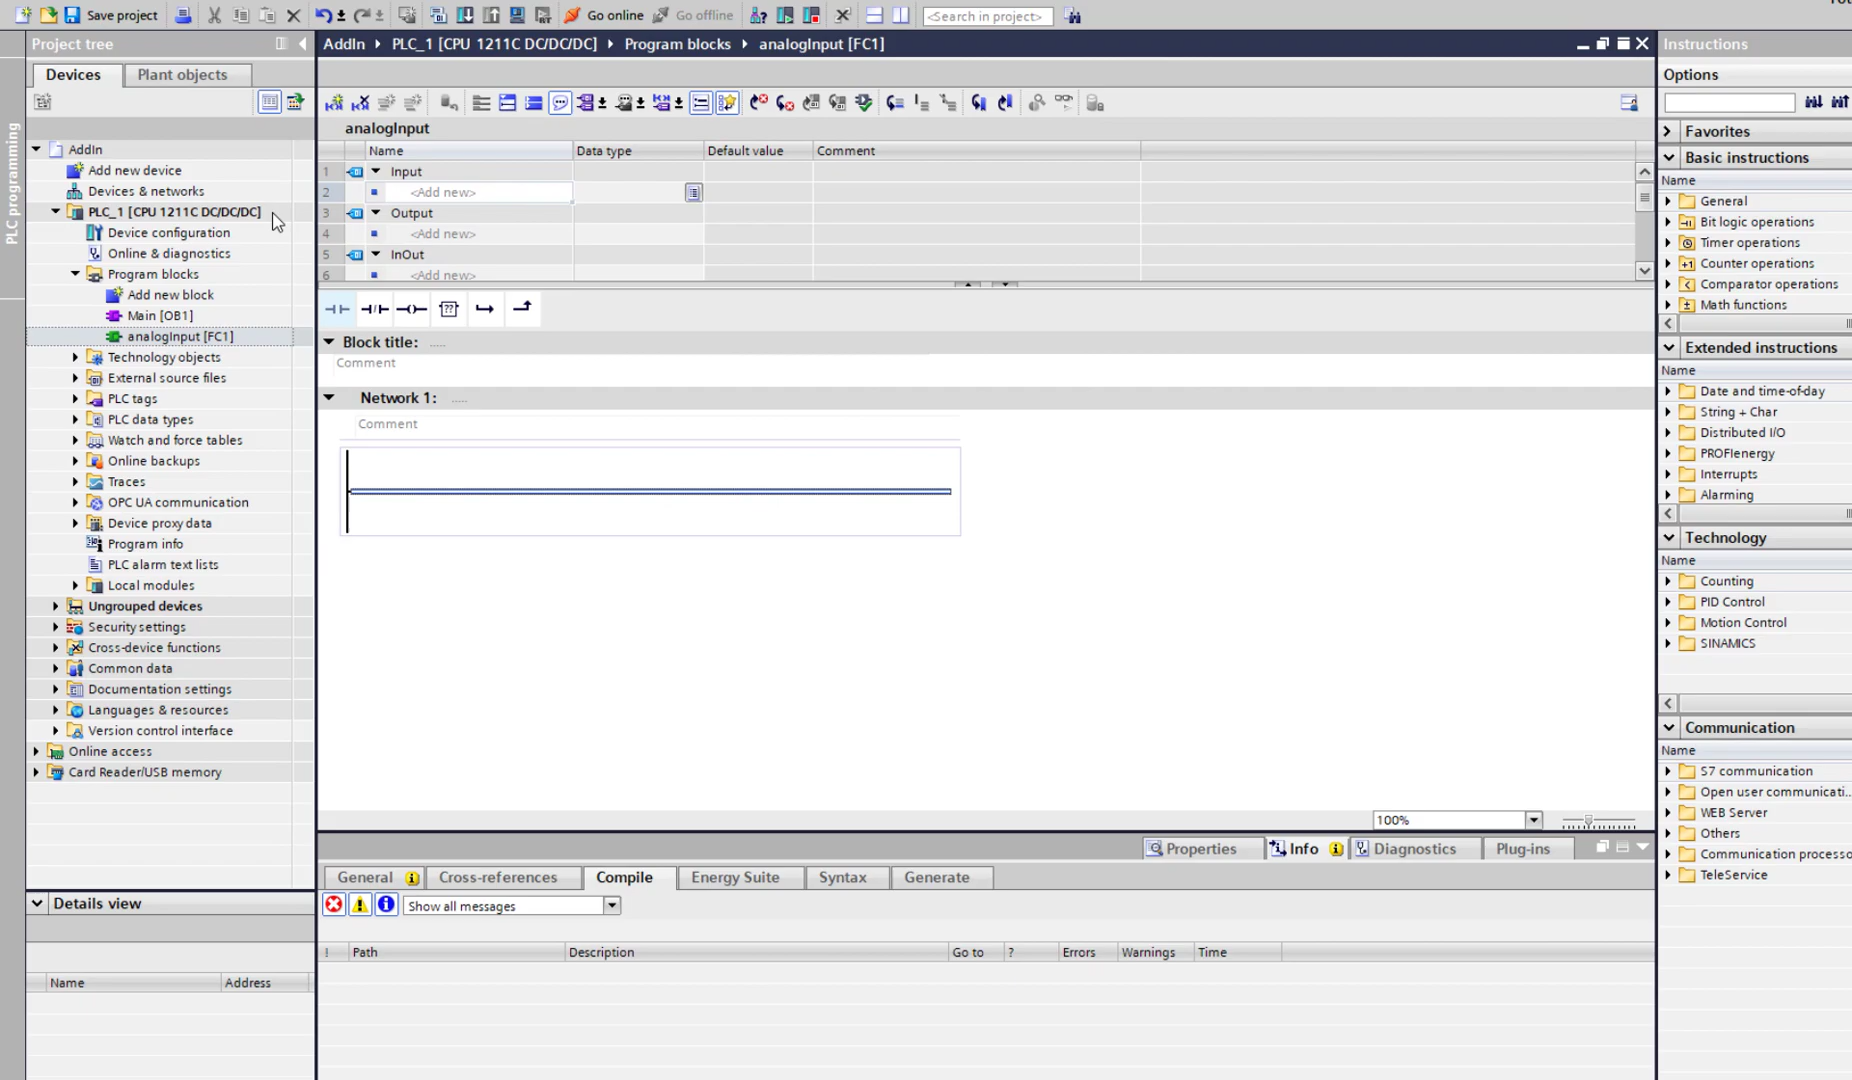 Save project
Go online
Go offline
<Search in project>
Project tree
AddIn ▸ PLC_1 [CPU 1211C DC/DC/DC] ▸ Program blocks ▸ analogInput [FC1]
Instructions
Devices
Plant objects
Options
PLC programming
AddIn
Add new device
Devices & networks
PLC_1 [CPU 1211C DC/DC/DC]
Device configuration
Online & diagnostics
Program blocks
Add new block
Main [OB1]
analogInput [FC1]
Technology objects
External source files
PLC tags
PLC data types
Watch and force tables
Online backups
Traces
OPC UA communication
Device proxy data
Program info
PLC alarm text lists
Local modules
Ungrouped devices
Security settings
Cross-device functions
Common data
Documentation settings
Languages & resources
Version control interface
Online access
Card Reader/USB memory
Details view
Name Address
analogInput
Name Data type Default value Comment
1 Input
2 <Add new>
3 Output
4 <Add new>
5 InOut
6 <Add new>
??
Block title: .....
Comment
Network 1: .....
Comment
100%
Properties
Info
Diagnostics
Plug-ins
General
Cross-references
Compile
Energy Suite
Syntax
Generate
Show all messages
! Path Description Go to ? Errors Warnings Time
Favorites
Basic instructions
Name
General
Bit logic operations
Timer operations
Counter operations
Comparator operations
Math functions
Extended instructions
Name
Date and time-of-day
String + Char
Distributed I/O
PROFIenergy
Interrupts
Alarming
Technology
Name
Counting
PID Control
Motion Control
SINAMICS
Communication
Name
S7 communication
Open user communicati...
WEB Server
Others
Communication processo
TeleService